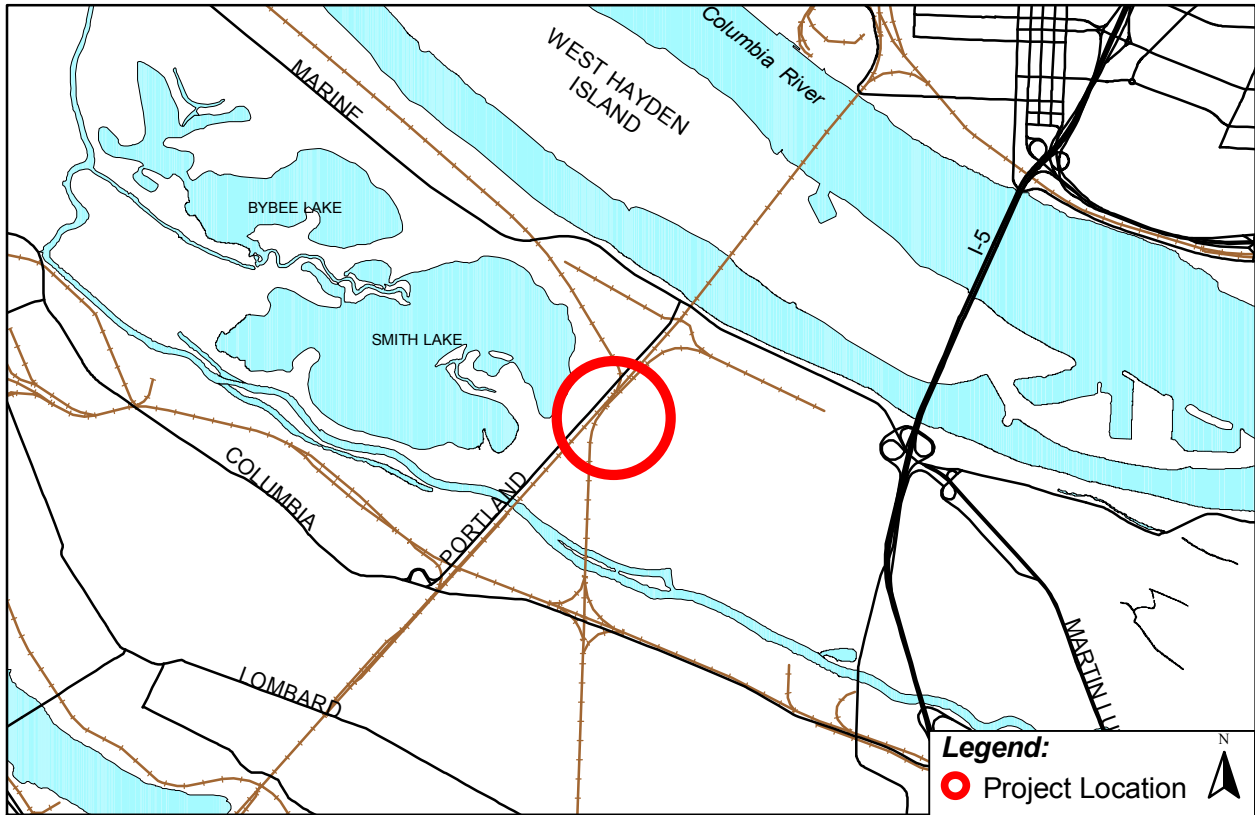 Columbia River
WEST HAYDEN
ISLAND
MARINE
BYBEE LAKE
I-5
SMITH LAKE
COLUMBIA
PORTLAND
LOMBARD
MARTIN LU
Legend:
Project Location
N